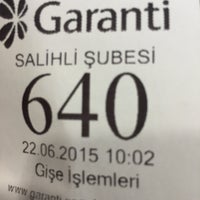 Garanti
SALİHLİ ŞUBESİ
640
22.06.2015 10:02
Gişe İşlemleri